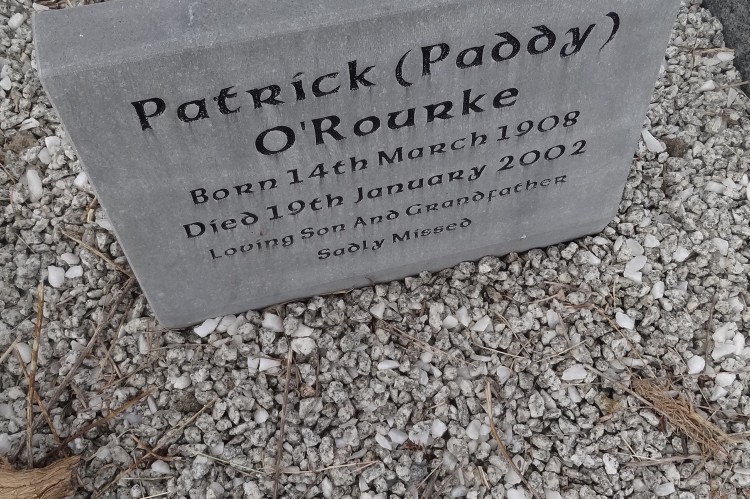 Patrick (Paddy)
O'Rourke
Born 14th March 1908
Died 19th January 2002
Loving Son And Grandfather
Sadly Missed